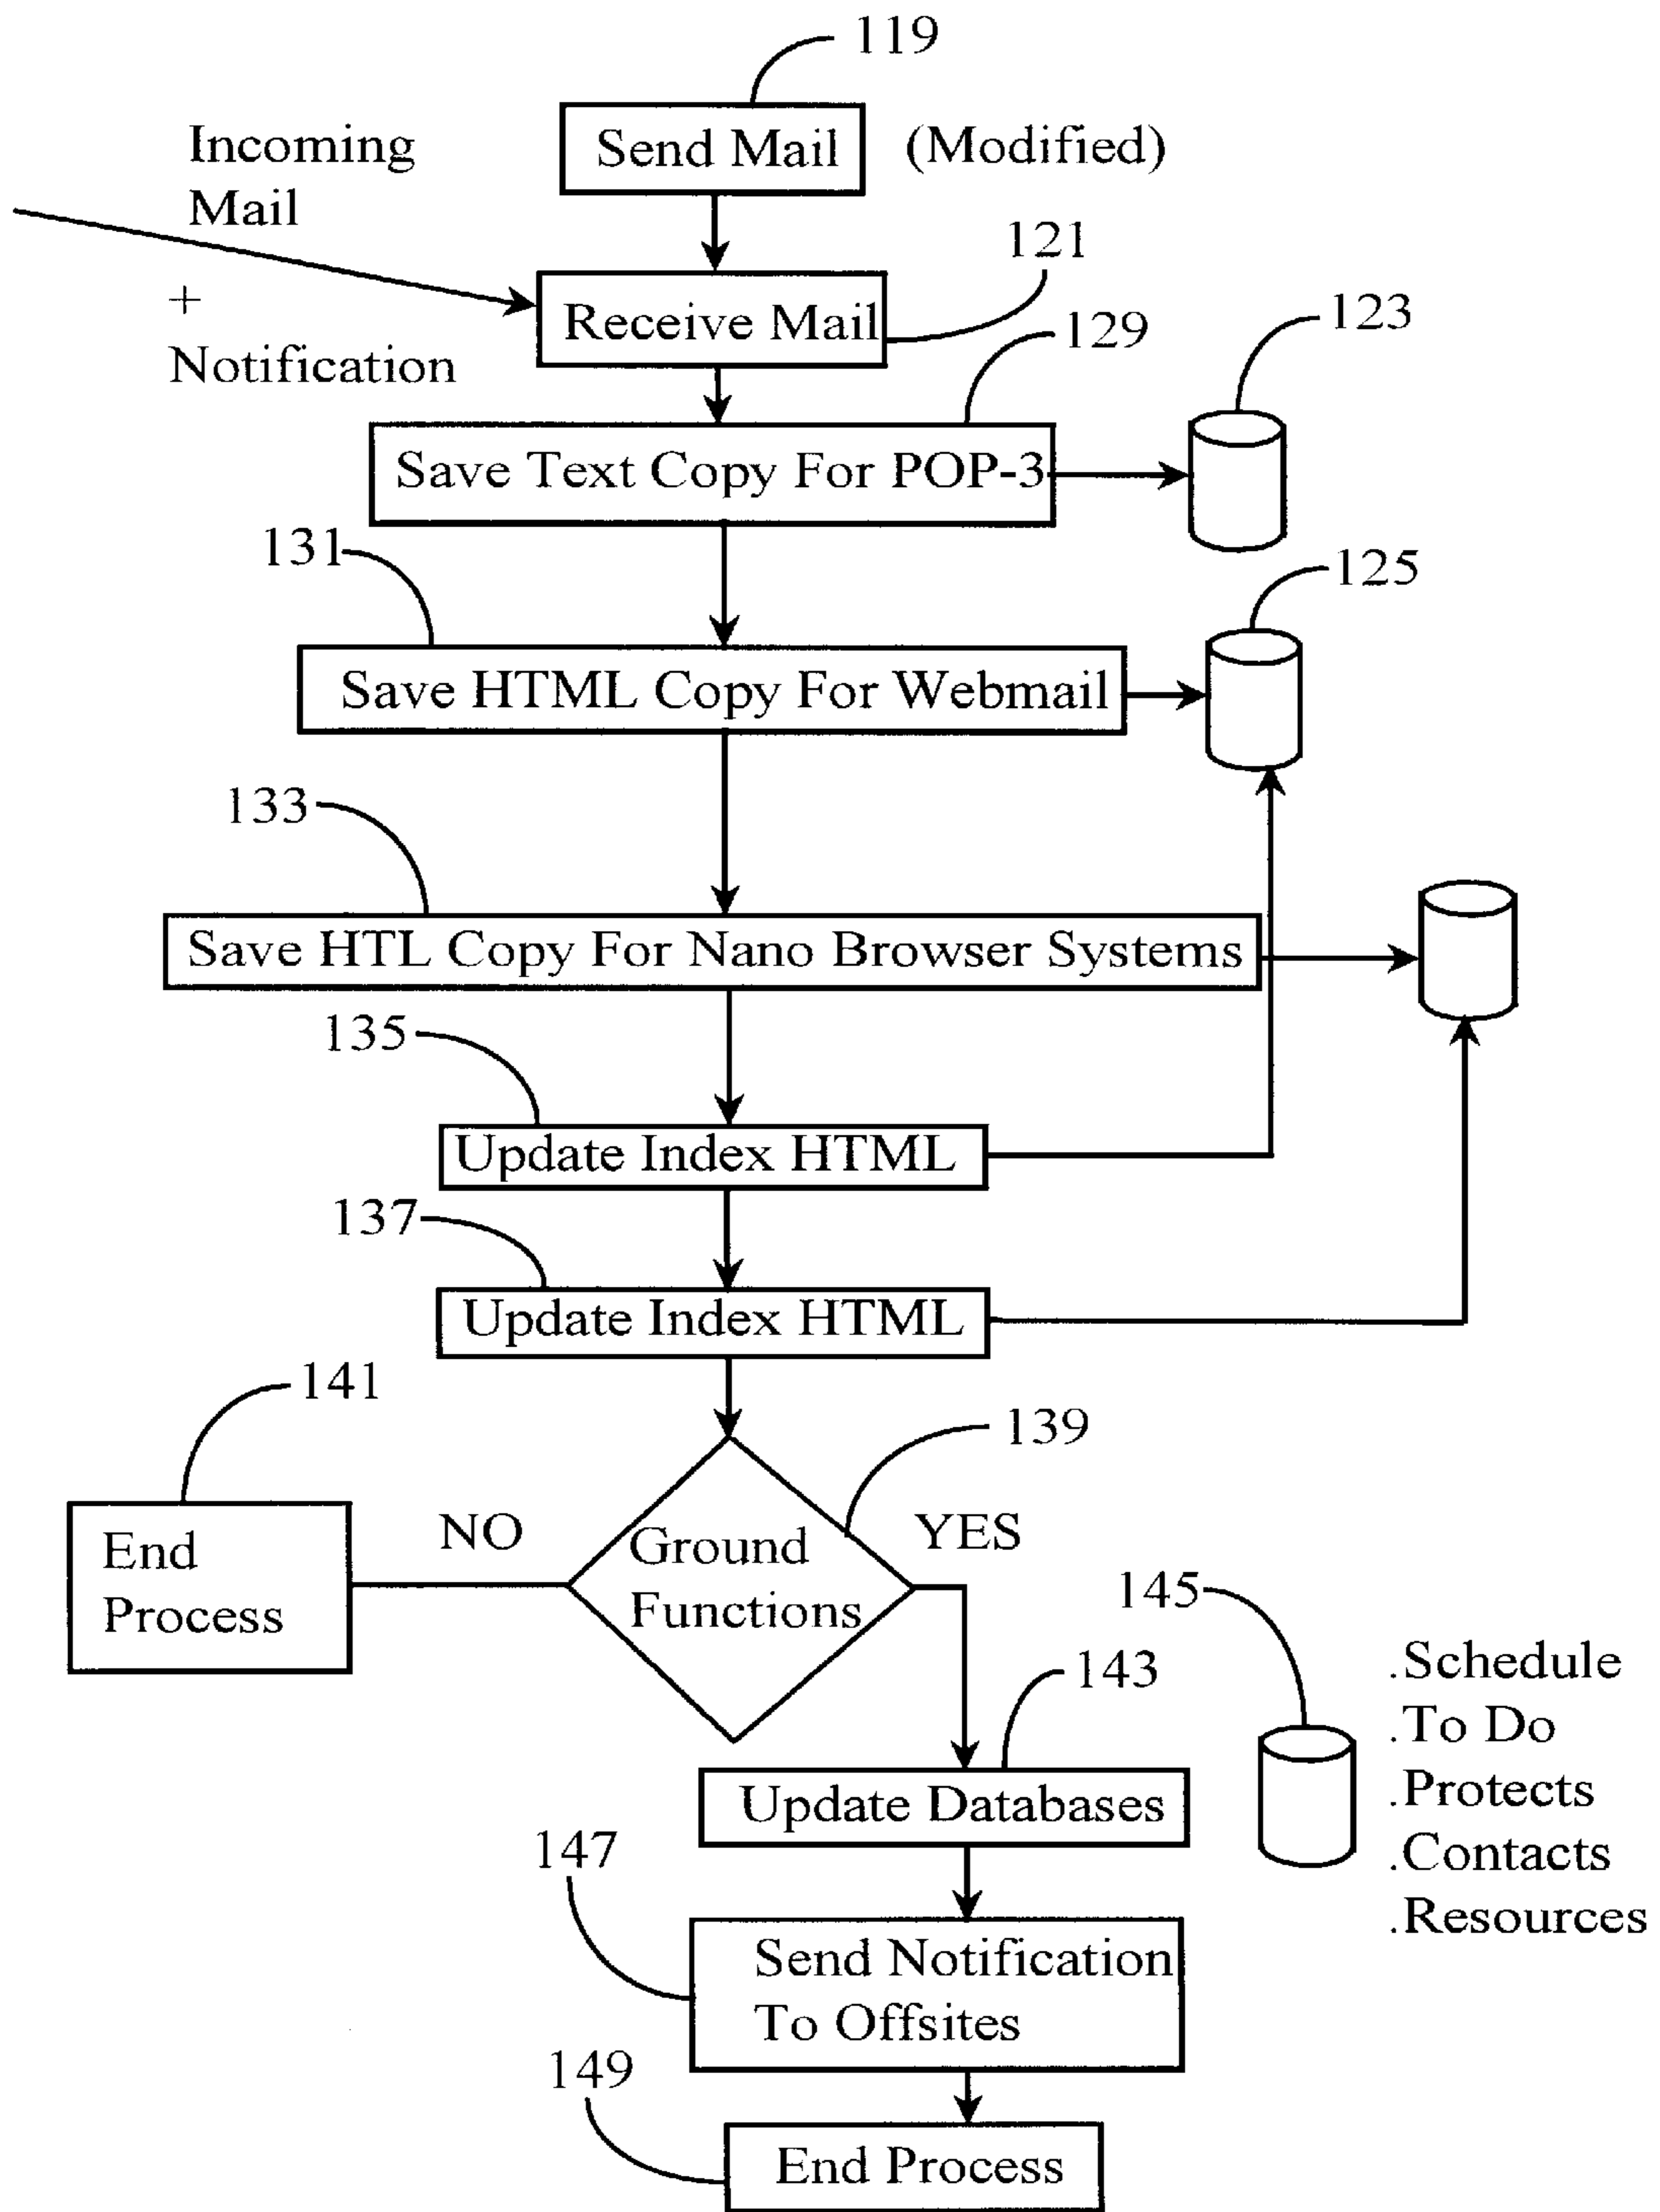 119
Incoming
Mail
Send Mail
(Modified)
121
+
Notification
Receive Mail
129
123
Save Text Copy For POP-3
131
125
Save HTML Copy For Webmail
133
Save HTL Copy For Nano Browser Systems
135
Update Index HTML
137
Update Index HTML
141
139
End
Process
NO
Ground
Functions
YES
145
143
.Schedule
.To Do
.Protects
.Contacts
.Resources
Update Databases
147
Send Notification
To Offsites
149
End Process